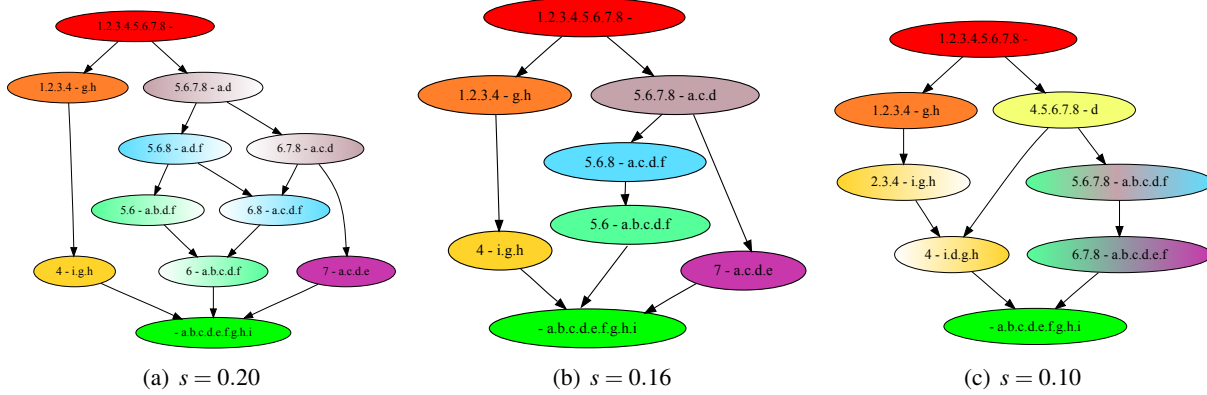 1.2.3.4.5.6.7.8 -
1.2.3.4 - g.h
5.6.7.8 - a.d
5.6.8 - a.d.f
6.7.8 - a.c.d
5.6 - a.b.d.f
6.8 - a.c.d.f
4 - i.g.h
6 - a.b.c.d.f
7 - a.c.d.e
- a.b.c.d.e.f.g.h.i
(a) s = 0.20
1.2.3.4.5.6.7.8 -
1.2.3.4 - g.h
5.6.7.8 - a.c.d
5.6.8 - a.c.d.f
5.6 - a.b.c.d.f
4 - i.g.h
7 - a.c.d.e
- a.b.c.d.e.f.g.h.i
(b) s = 0.16
1.2.3.4.5.6.7.8 -
1.2.3.4 - g.h
4.5.6.7.8 - d
2.3.4 - i.g.h
5.6.7.8 - a.b.c.d.f
4 - i.d.g.h
6.7.8 - a.b.c.d.e.f
- a.b.c.d.e.f.g.h.i
(c) s = 0.10